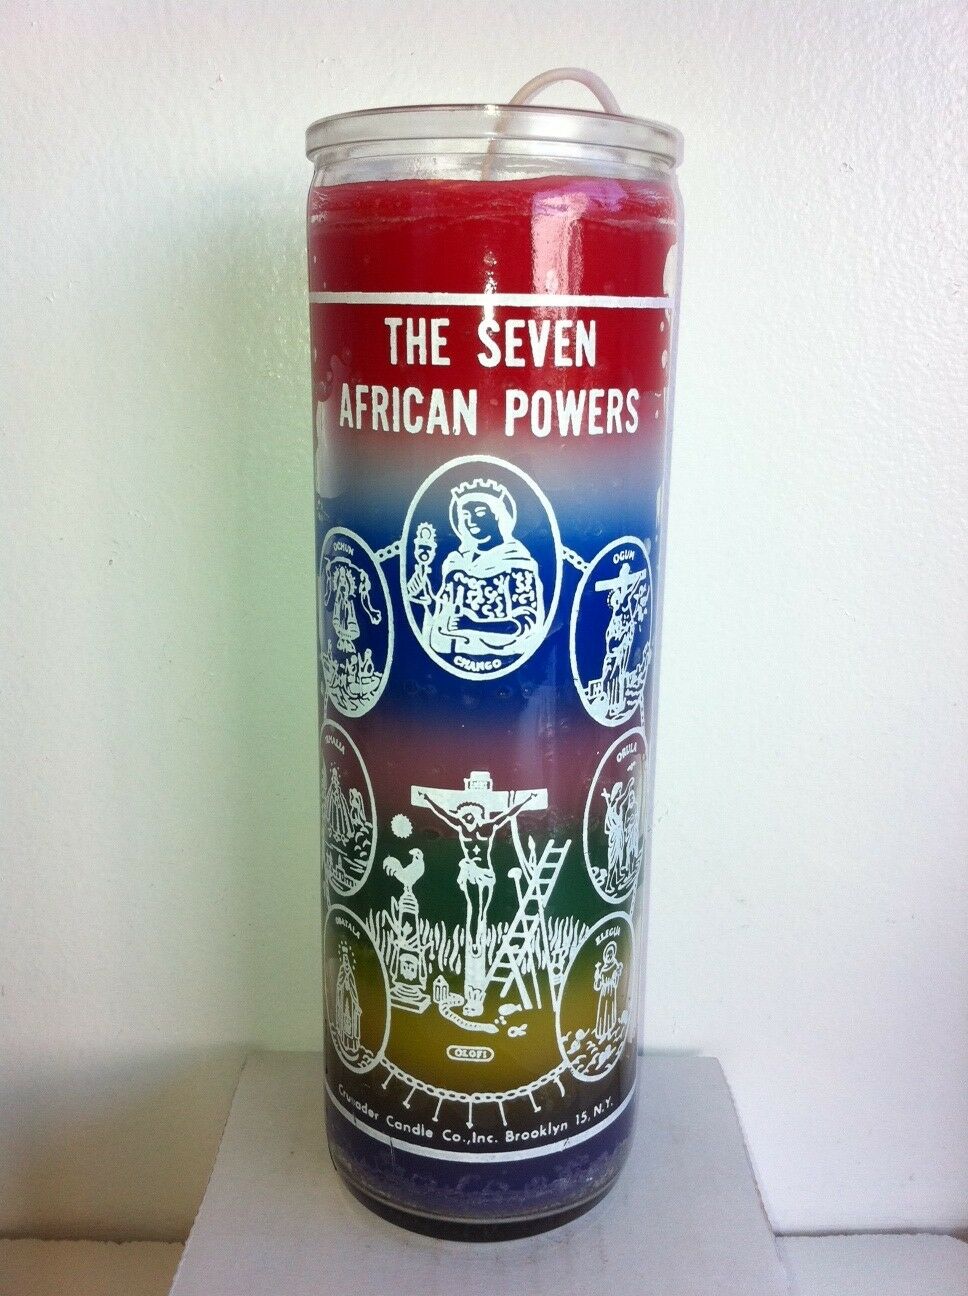 THE SEVEN
AFRICAN POWERS
OCHUN
OGUM
CHANGO
ORULA
OBATALA
ELEGUA
OLOFI
Crusader Candle Co., Inc. Brooklyn 15, N.Y.